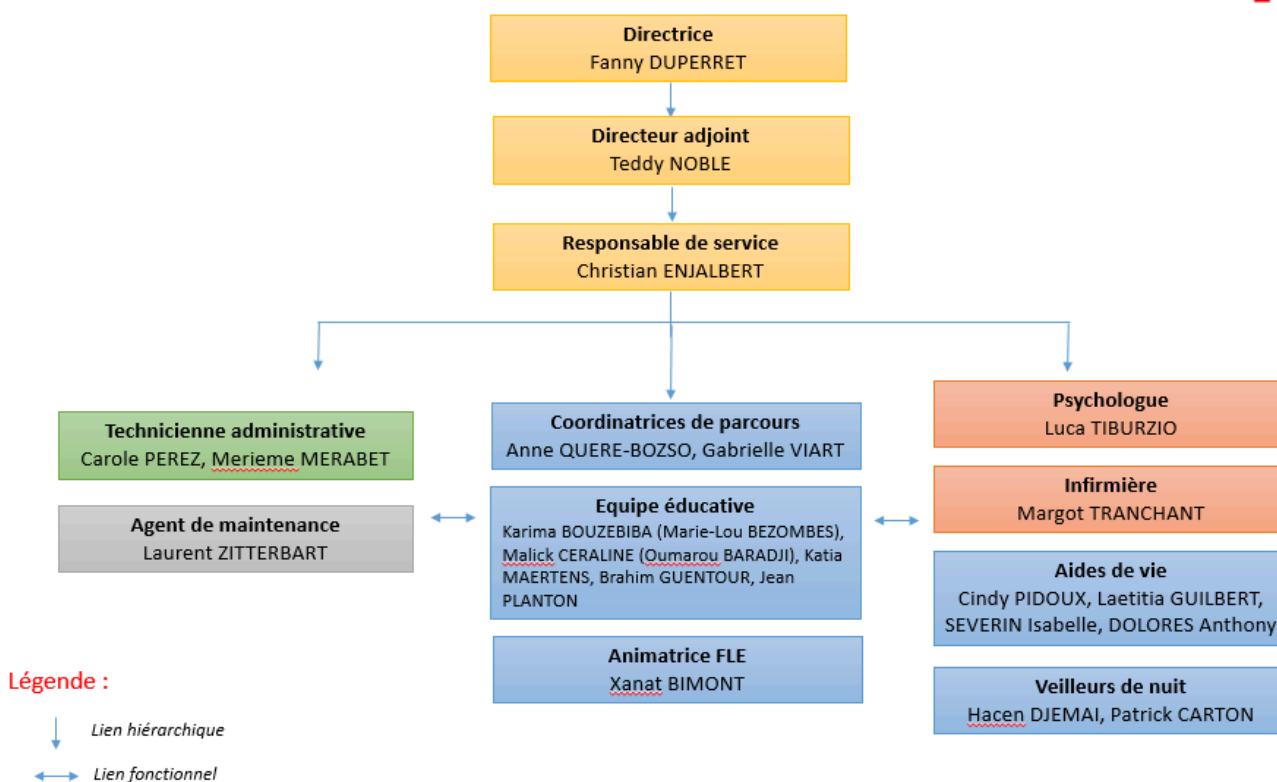 Directrice
Fanny DUPERRET
Directeur adjoint
Teddy NOBLE
Responsable de service
Christian ENJALBERT
Technicienne administrative
Carole PEREZ, Merieme MERABET
Agent de maintenance
Laurent ZITTERBART
Coordinatrices de parcours
Anne QUERE-BOZSO, Gabrielle VIART
Equipe éducative
Karima BOUZEBIBA (Marie-Lou BEZOMBES),
Malick CERALINE (Oumarou BARADJI), Katia
MAERTENS, Brahim GUENTOUR, Jean
PLANTON
Animatrice FLE
Xanat BIMONT
Psychologue
Luca TIBURZIO
Infirmière
Margot TRANCHANT
Aides de vie
Cindy PIDOUX, Laetitia GUILBERT,
SEVERIN Isabelle, DOLORES Anthony
Veilleurs de nuit
Hacen DJEMAI, Patrick CARTON
Légende :
Lien hiérarchique
Lien fonctionnel